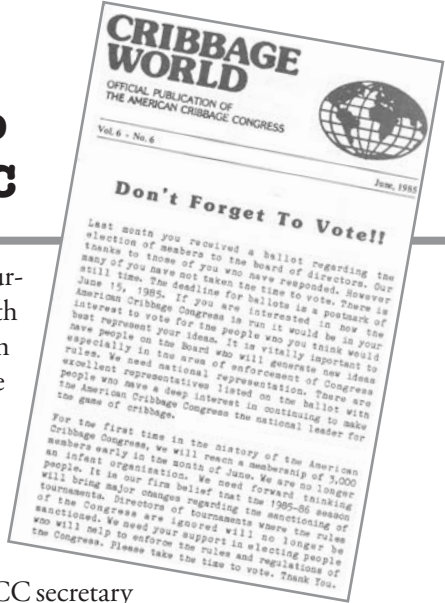 CRIBBAGE
WORLD
OFFICIAL PUBLICATION OF
THE AMERICAN CRIBBAGE CONGRESS
Vol. 6 - No. 6
June, 1985
Don't Forget To Vote!!
Last month you received a ballot regarding the
election of members to the board of directors. Our
thanks to those of you who have responded. However
many of you have not taken the time to vote. There is
still time. The deadline for ballots is a postmark of
June 15, 1985. If you are interested in how the
American Cribbage Congress is run it would be in your
interest to vote for the people who you think would
best represent your ideas. It is vitally important to
have people on the Board who will generate new ideas
especially in the area of enforcement of Congress
rules. We need national representation. There are
excellent representatives listed on the ballot with
people who have a deep interest in continuing to make
the American Cribbage Congress the national leader for
the game of cribbage.
For the first time in the history of the American
Cribbage Congress, we will reach a membership of 3,000
members early in the month of June. We are no longer
an infant organization. We need forward thinking
people. It is our firm belief that the 1985-86 season
will bring major changes regarding the sanctioning of
tournaments. Directors of tournaments where the rules
of the Congress are ignored will no longer be
sanctioned. We need your support in electing people
who will help to enforce the rules and regulations of
the Congress. Please take the time to vote. Thank You.
C
ur-
th
n
e
CC secretary